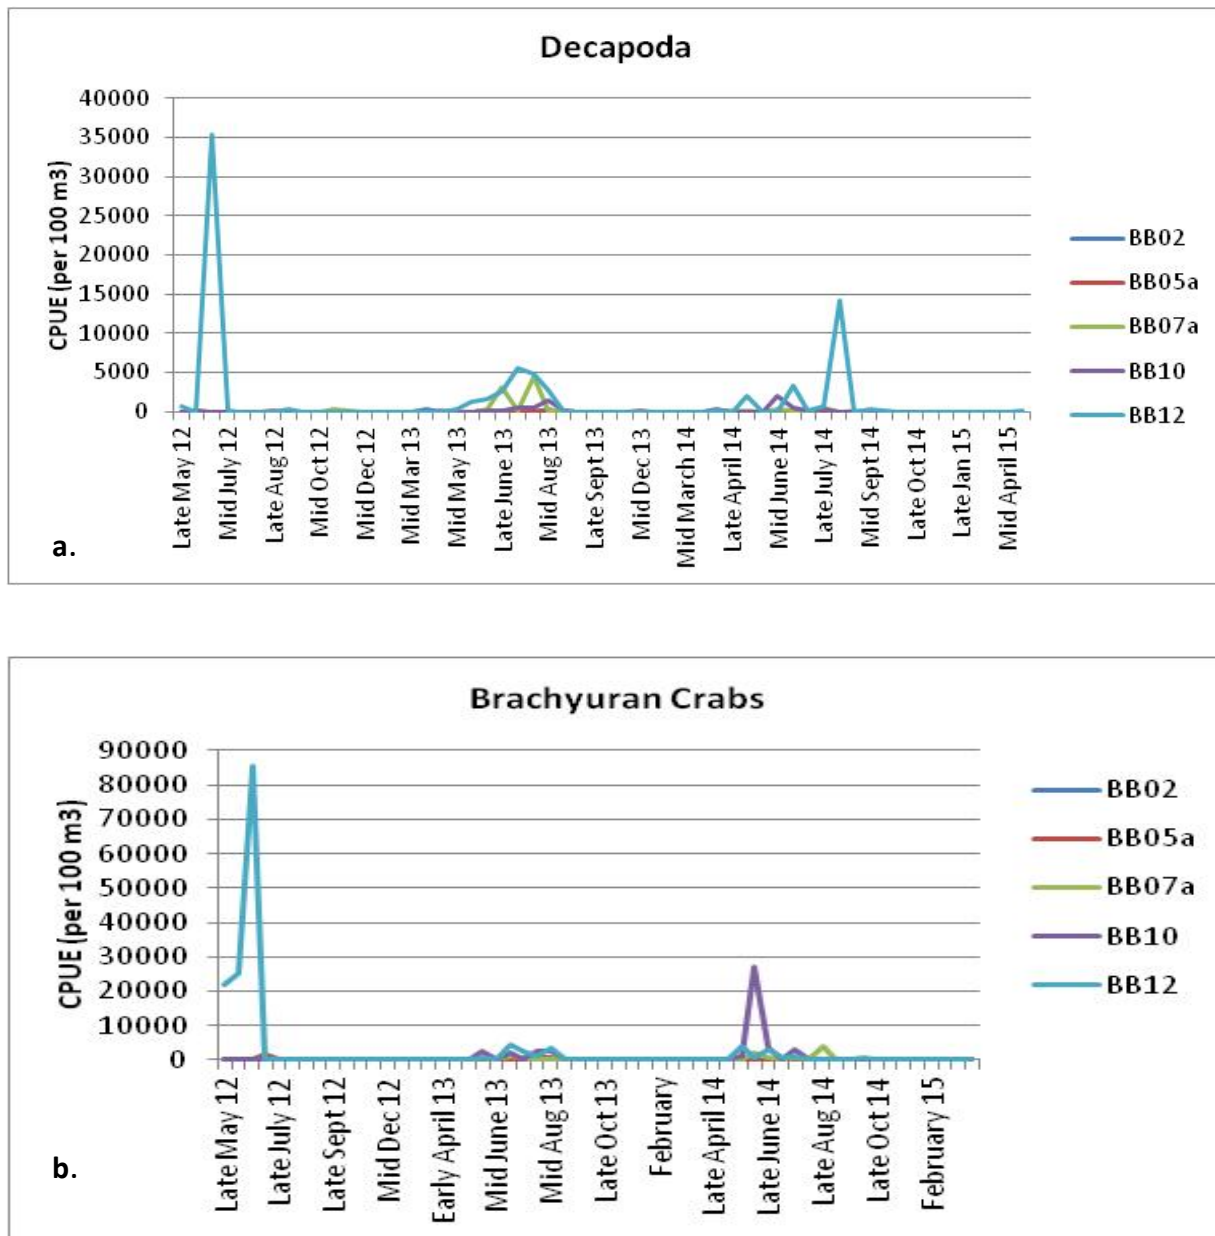 Decapoda
CPUE (per 100 m3)
40000
35000
30000
25000
20000
15000
10000
5000
0
Late May 12
Mid July 12
Late Aug 12
Mid Oct 12
Mid Dec 12
Mid Mar 13
Mid May 13
Late June 13
Mid Aug 13
Late Sept 13
Mid Dec 13
Mid March 14
Late April 14
Mid June 14
Late July 14
Mid Sept 14
Late Oct 14
Late Jan 15
Mid April 15
BB02
BB05a
BB07a
BB10
BB12
a.
Brachyuran Crabs
CPUE (per 100 m3)
90000
80000
70000
60000
50000
40000
30000
20000
10000
0
Late May 12
Late July 12
Late Sept 12
Mid Dec 12
Early April 13
Mid June 13
Mid Aug 13
Late Oct 13
February
Late April 14
Late June 14
Late Aug 14
Late Oct 14
February 15
BB02
BB05a
BB07a
BB10
BB12
b.